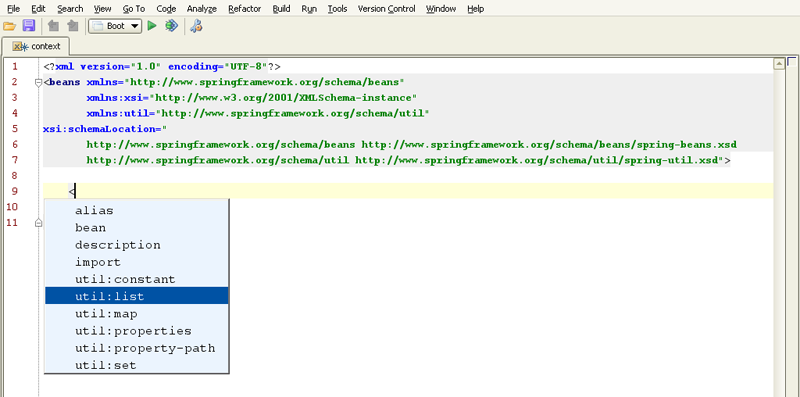 File Edit Search View Go To Code Analyze Refactor Build Run Tools Version Control Window Help
Boot
context
1 <?xml version="1.0" encoding="UTF-8"?>
2 <beans xmlns="http://www.springframework.org/schema/beans"
3 xmlns:xsi="http://www.w3.org/2001/XMLSchema-instance"
4 xmlns:util="http://www.springframework.org/schema/util"
5 xsi:schemaLocation="
6 http://www.springframework.org/schema/beans http://www.springframework.org/schema/beans/spring-beans.xsd
7 http://www.springframework.org/schema/util http://www.springframework.org/schema/util/spring-util.xsd">
8
9 <
10
11
alias
bean
description
import
util:constant
util:list
util:map
util:properties
util:property-path
util:set